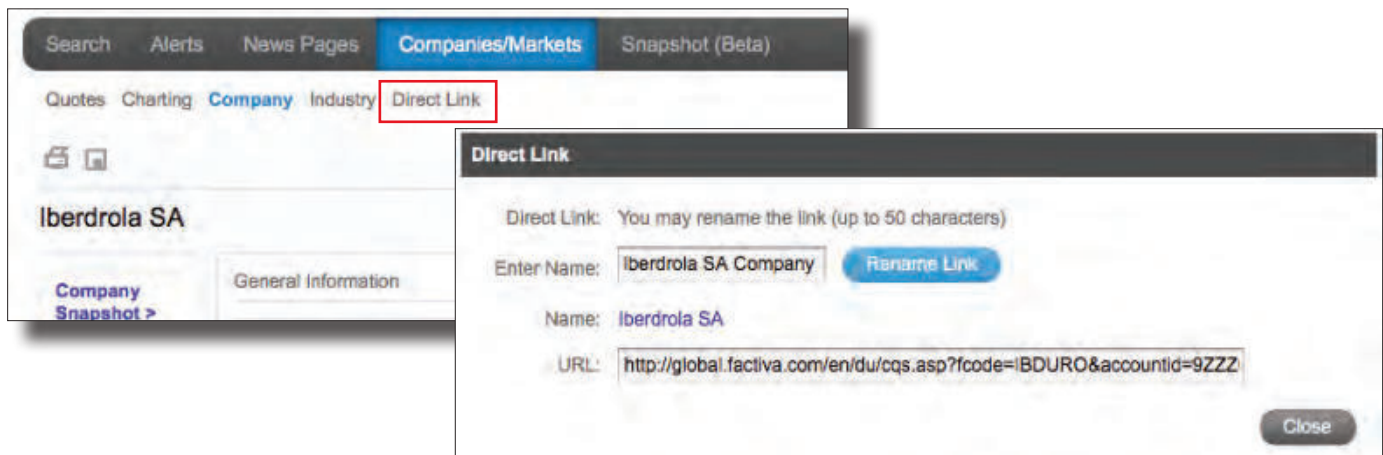 Search Alerts News Pages Companies/Markets Snapshot (Beta)
Quotes Charting Company Industry Direct Link
Iberdrola SA
Company
Snapshot >
General Information
Direct Link
Direct Link: You may rename the link (up to 50 characters)
Enter Name: Iberdrola SA Company Rename Link
Name: Iberdrola SA
URL: http://global.factiva.com/en/du/cqs.asp?fcode=IBDURO&accountid=9ZZZ
Close